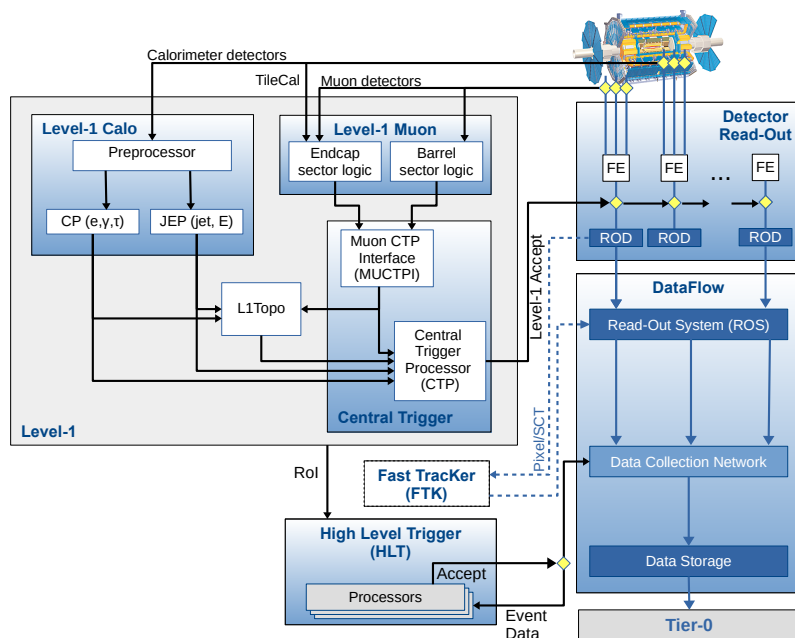 Calorimeter detectors
TileCal
Muon detectors
Detector
Read-Out
Level-1 Calo
Preprocessor
CP (e,γ,τ)
JEP (jet, E)
Level-1 Muon
Endcap
sector logic
Barrel
sector logic
FE
FE
...
FE
ROD
ROD
ROD
Muon CTP
Interface
(MUCTPI)
L1Topo
Central
Trigger
Processor
(CTP)
Central Trigger
Level-1
Level-1 Accept
DataFlow
Read-Out System (ROS)
Pixel/SCT
Data Collection Network
RoI
Fast TracKer
(FTK)
High Level Trigger
(HLT)
Accept
Processors
Event
Data
Data Storage
Tier-0